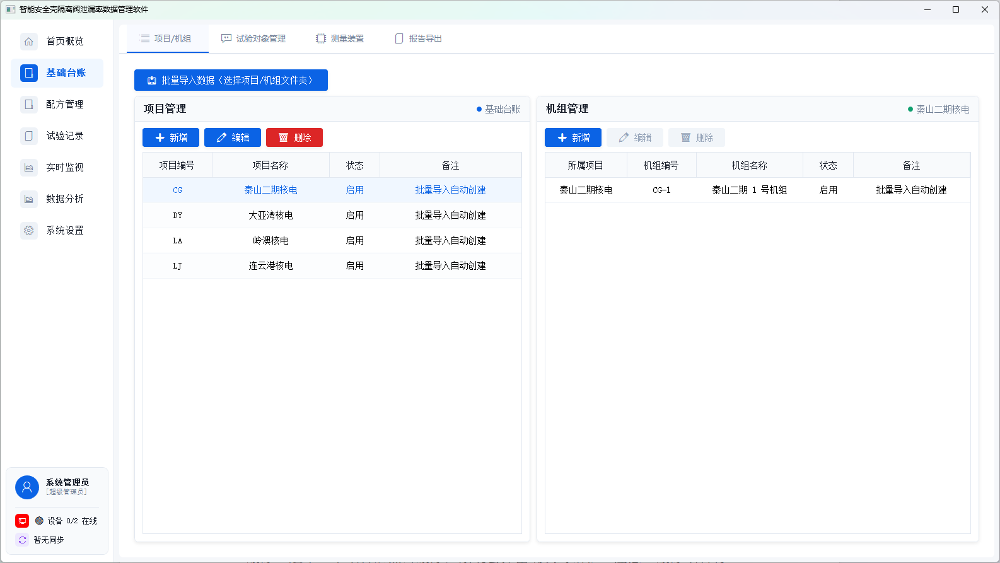 智能安全壳隔离阀泄漏率数据管理软件
首页概览
基础台账
配方管理
试验记录
实时监视
数据分析
系统设置
项目/机组 试验对象管理 测量装置 报告导出
批量导入数据（选择项目/机组文件夹）
项目管理 基础台账
新增 编辑 删除
项目编号 项目名称 状态 备注
CG 秦山二期核电 启用 批量导入自动创建
DY 大亚湾核电 启用 批量导入自动创建
LA 岭澳核电 启用 批量导入自动创建
LJ 连云港核电 启用 批量导入自动创建
机组管理 秦山二期核电
新增 编辑 删除
所属项目 机组编号 机组名称 状态 备注
秦山二期核电 CG-1 秦山二期 1 号机组 启用 批量导入自动创建
系统管理员
[超级管理员]
设备 0/2 在线
暂无同步